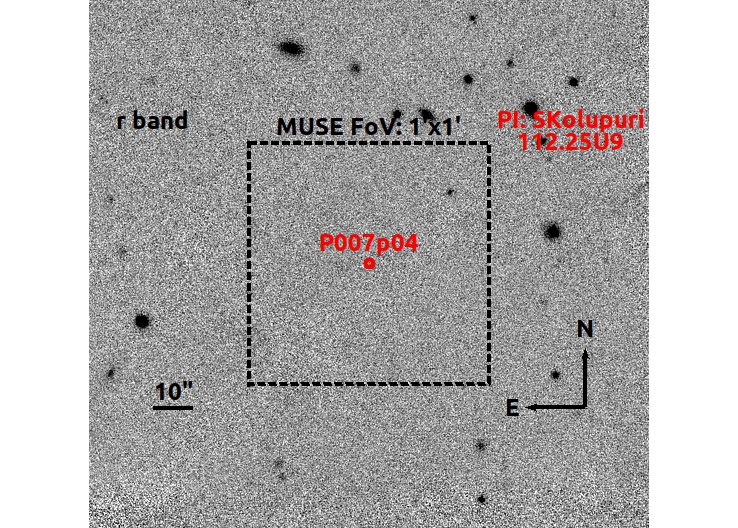 r band
MUSE FoV: 1'x1'
PI: SKolupuri
112.25U9
P007p04
N
10"
E